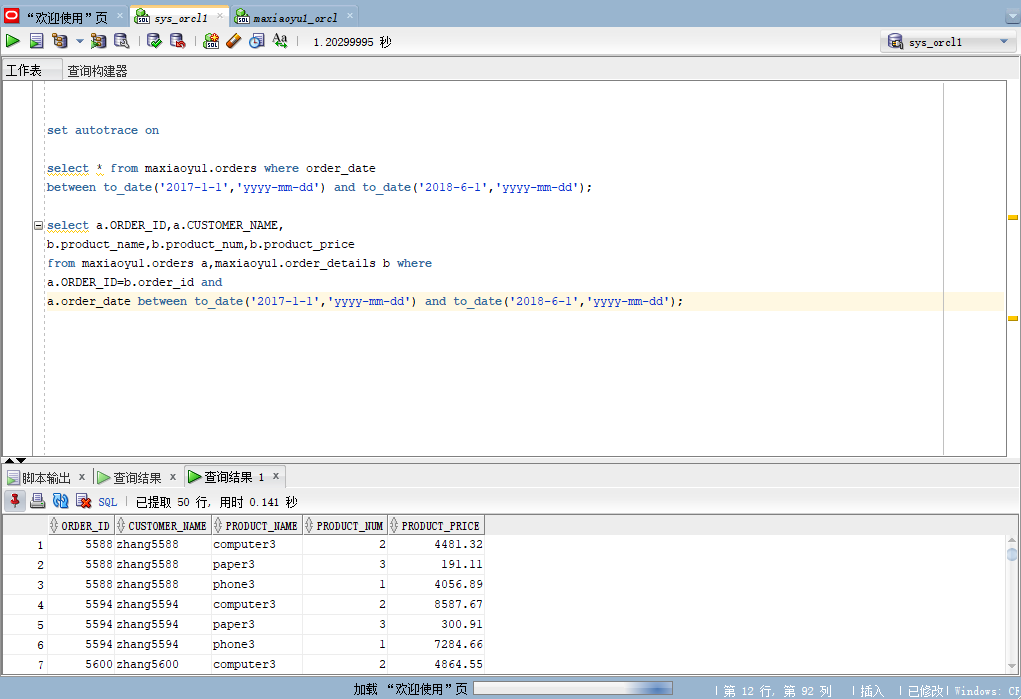 “欢迎使用”页 sys_orcl1 maxiaoyu1_orcl
1.20299995 秒 sys_orcl1
工作表 查询构建器
set autotrace on
select * from maxiaoyu1.orders where order_date
between to_date('2017-1-1','yyyy-mm-dd') and to_date('2018-6-1','yyyy-mm-dd');
select a.ORDER_ID,a.CUSTOMER_NAME,
b.product_name,b.product_num,b.product_price
from maxiaoyu1.orders a,maxiaoyu1.order_details b where
a.ORDER_ID=b.order_id and
a.order_date between to_date('2017-1-1','yyyy-mm-dd') and to_date('2018-6-1','yyyy-mm-dd');
脚本输出 x 查询结果 x 查询结果 1 x
SQL 已提取 50 行, 用时 0.141 秒
ORDER_ID CUSTOMER_NAME PRODUCT_NAME PRODUCT_NUM PRODUCT_PRICE
1 5588 zhang5588 computer3 2 4481.32
2 5588 zhang5588 paper3 3 191.11
3 5588 zhang5588 phone3 1 4056.89
4 5594 zhang5594 computer3 2 8587.67
5 5594 zhang5594 paper3 3 300.91
6 5594 zhang5594 phone3 1 7284.66
7 5600 zhang5600 computer3 2 4864.55
加载 “欢迎使用”页 第 12 行, 第 92 列 插入 已修改 Windows: